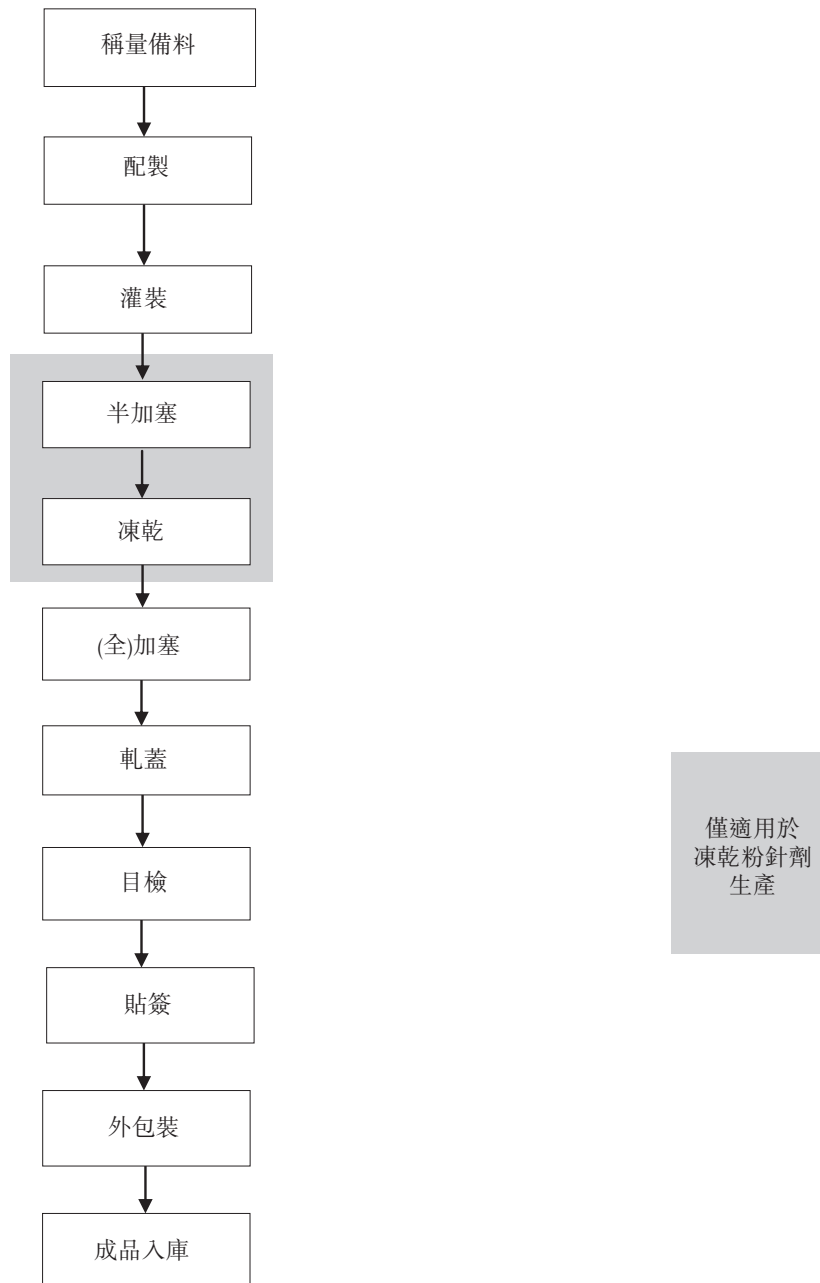 稱量備料
配製
灌裝
半加塞
凍乾
(全)加塞
軋蓋
目檢
貼簽
外包裝
成品入庫
僅適用於
凍乾粉針劑
生產